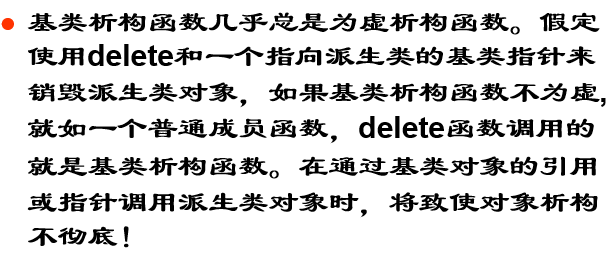 基类析构函数几乎总是为虚析构函数。假定
使用delete和一个指向派生类的基类指针来
销毁派生类对象，如果基类析构函数不为虚，
就如一个普通成员函数，delete函数调用的
就是基类析构函数。在通过基类对象的引用
或指针调用派生类对象时，将致使对象析构
不彻底！